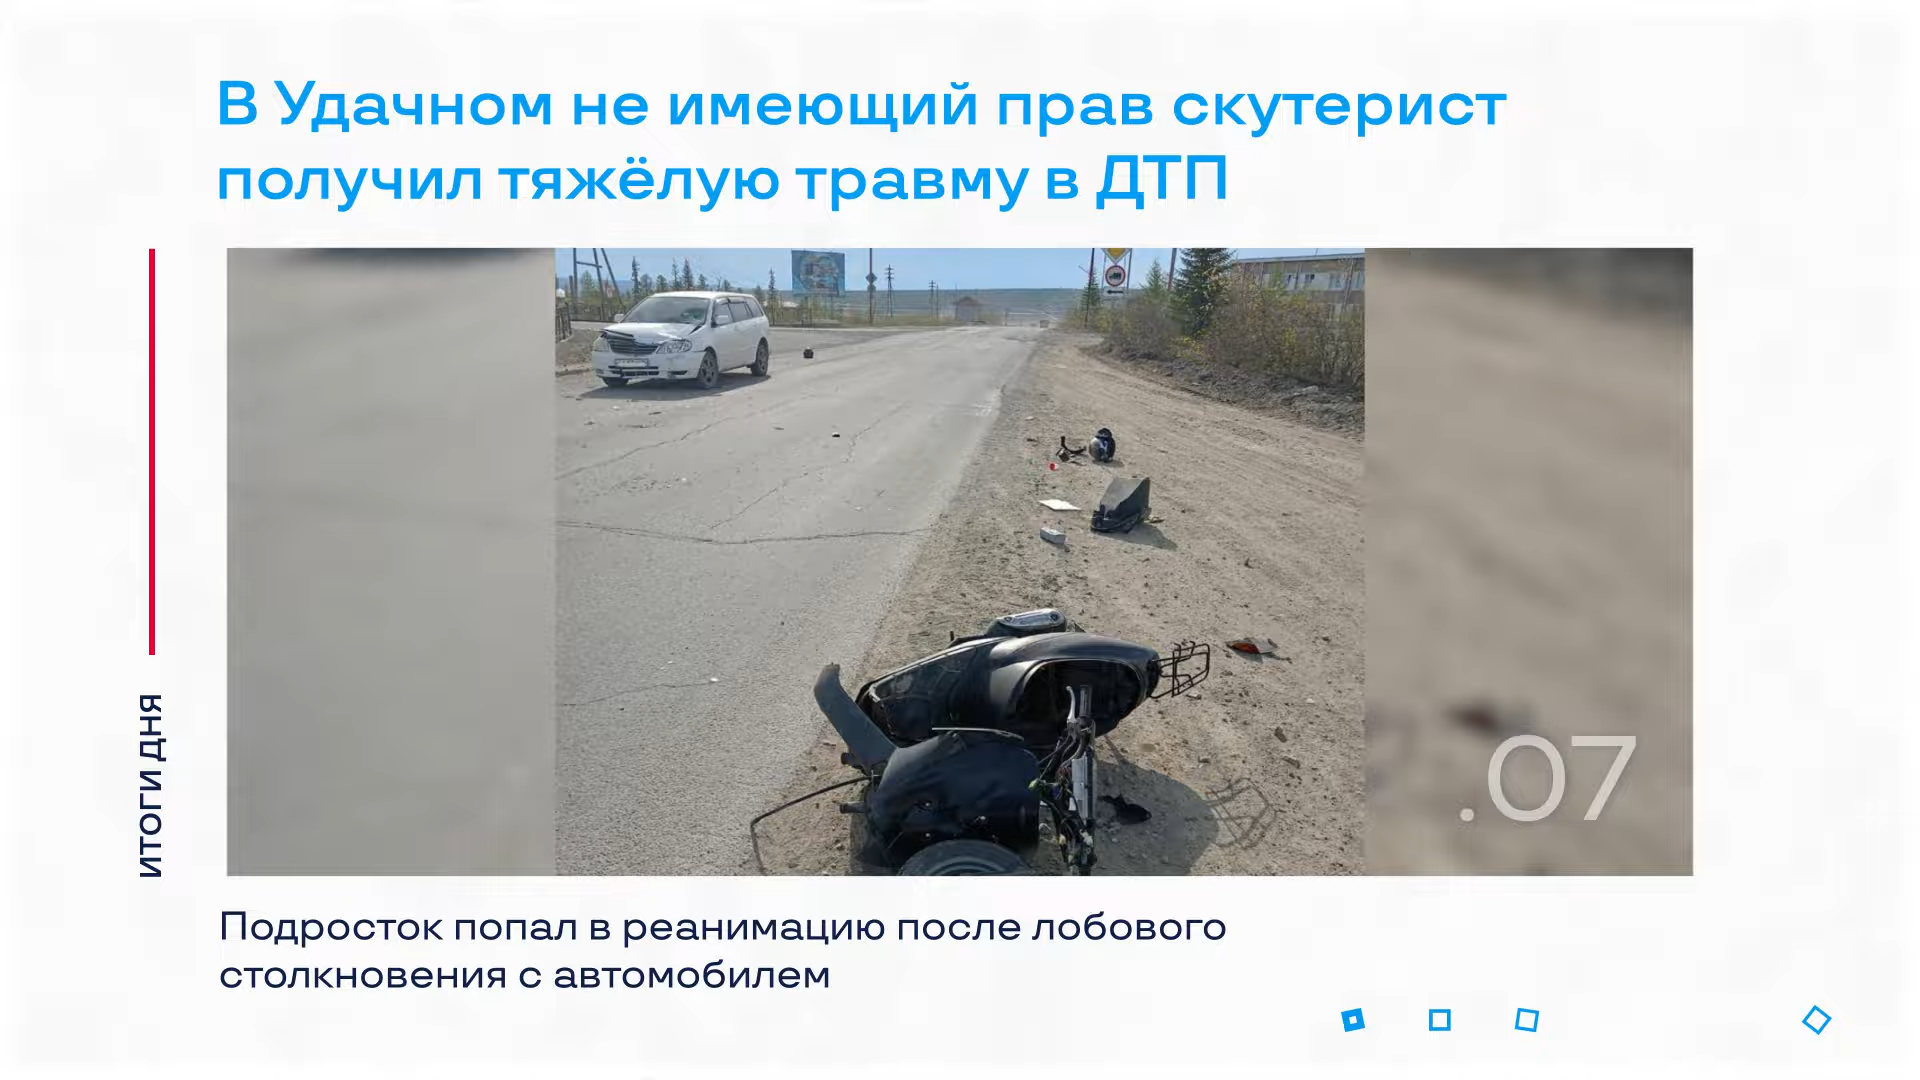 В Удачном не имеющий прав скутерист
получил тяжёлую травму в ДТП
ИТОГИ ДНЯ
.07
Подросток попал в реанимацию после лобового
столкновения с автомобилем